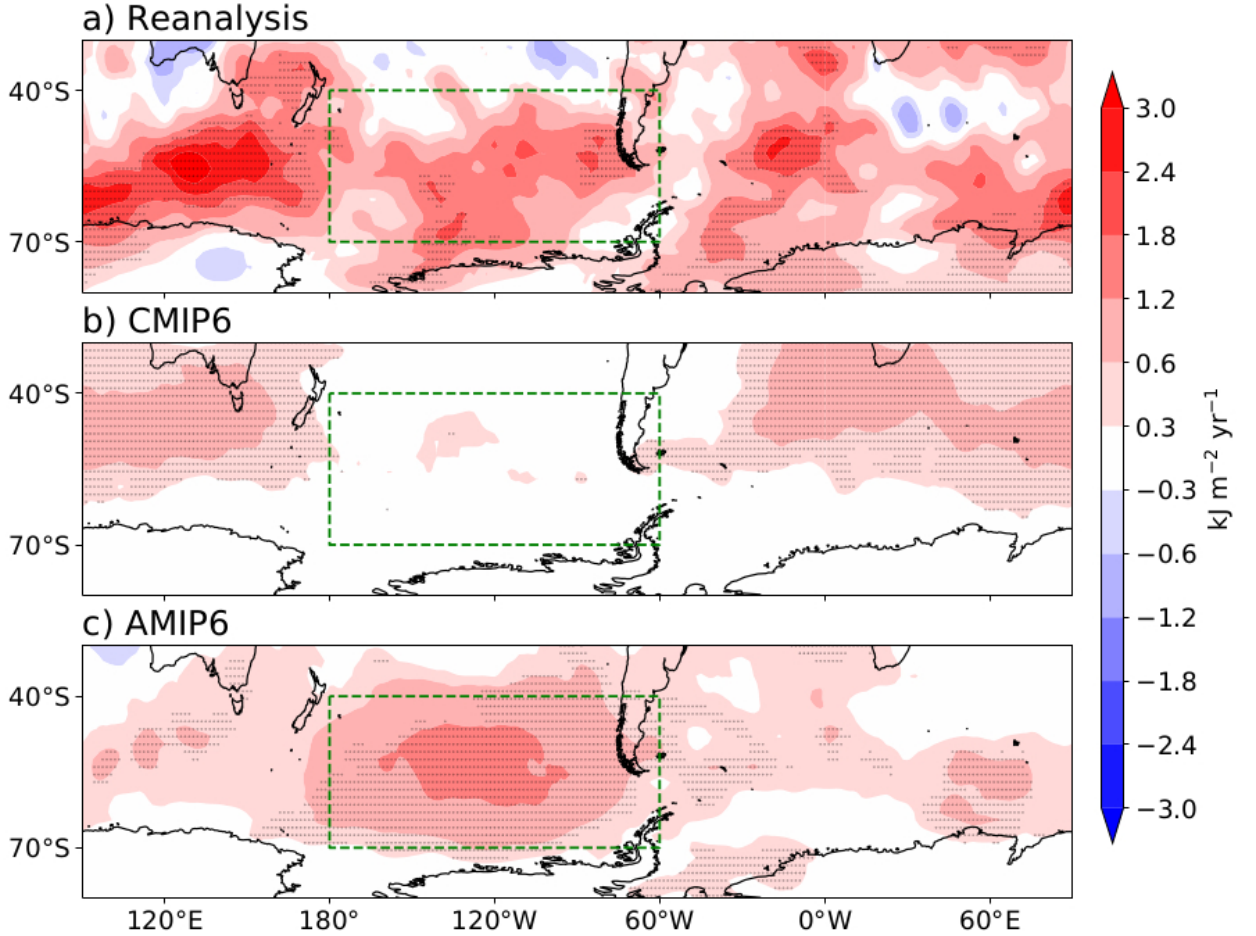 a) Reanalysis
40°S
70°S
b) CMIP6
40°S
70°S
c) AMIP6
40°S
70°S
120°E 180° 120°W 60°W 0°W 60°E
3.0
2.4
1.8
1.2
0.6
0.3
−0.3
−0.6
−1.2
−1.8
−2.4
−3.0
kJ m⁻² yr⁻¹